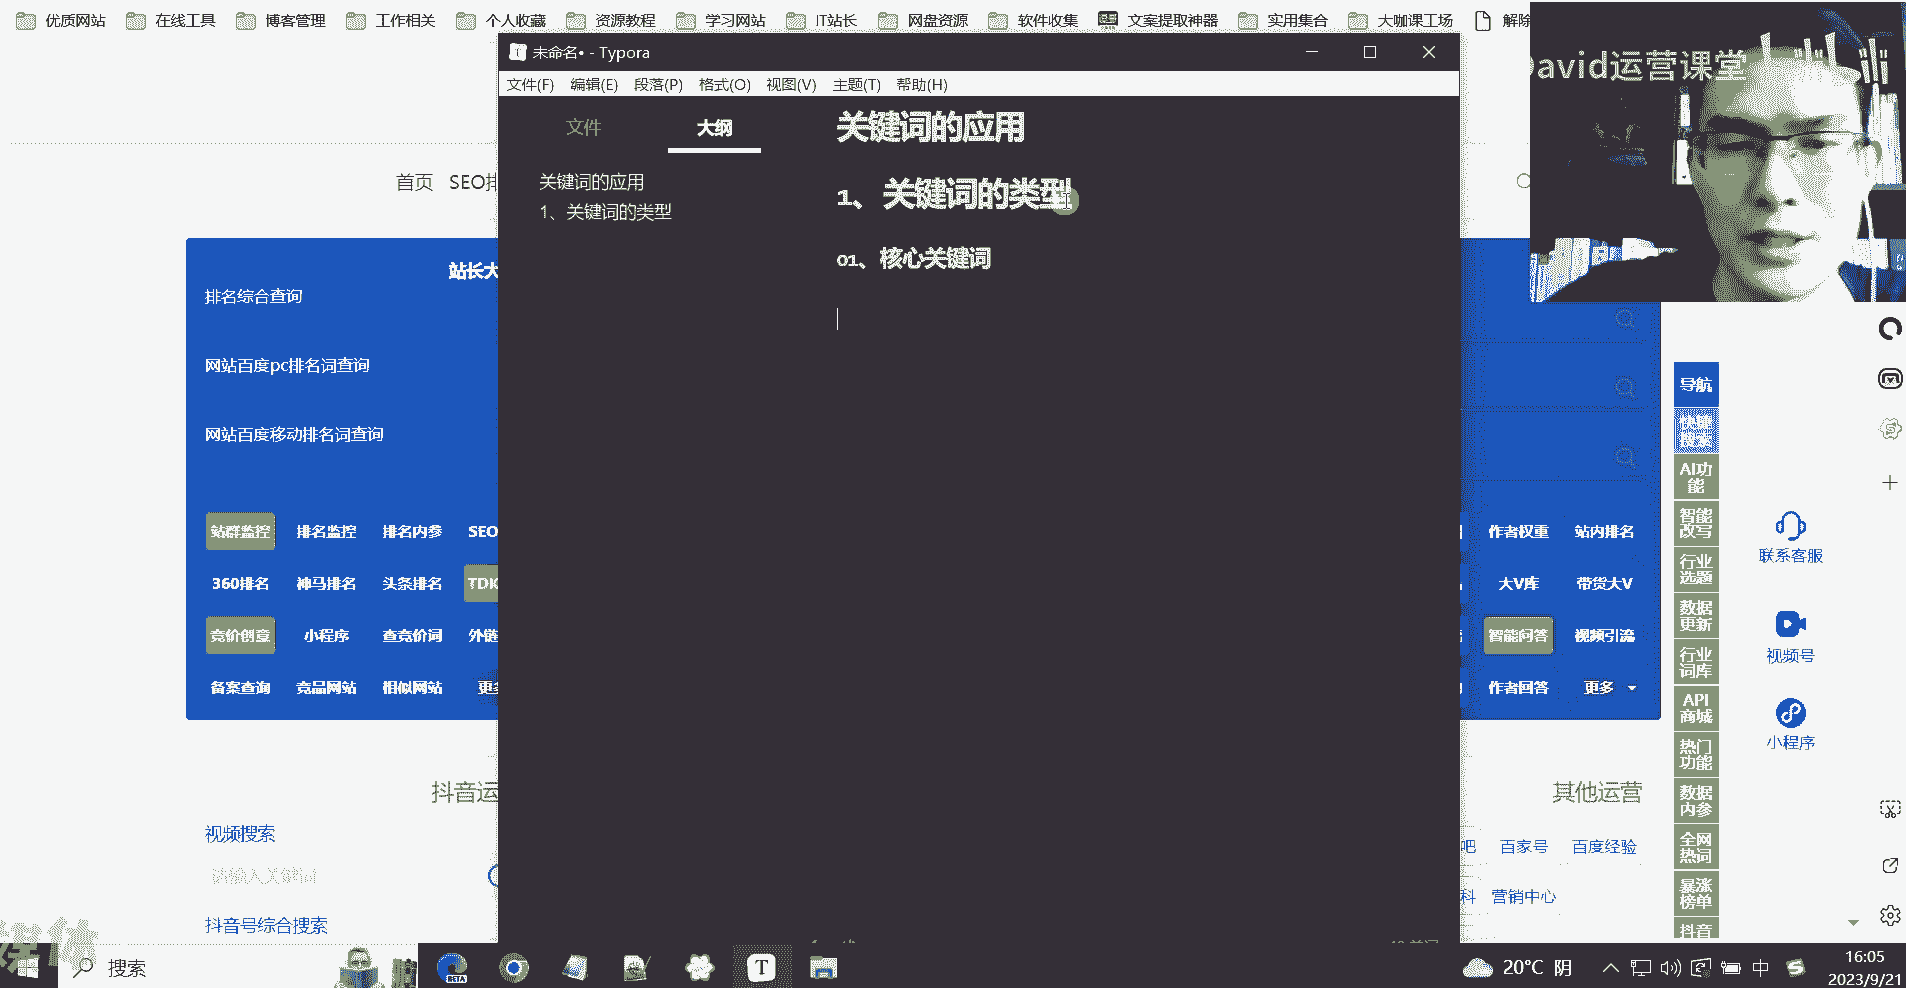 优质网站 在线工具 博客管理 工作相关 个人收藏 资源教程 学习网站 IT站长 网盘资源 软件收集 文案提取神器 实用集合 大咖课工场 解除
avid运营课堂
未命名• - Typora
文件(F) 编辑(E) 段落(P) 格式(O) 视图(V) 主题(T) 帮助(H)
文件 大纲
关键词的应用
1、关键词的类型
关键词的应用
1、关键词的类型
01、核心关键词
首页 SEO排
站长大
排名综合查询
网站百度pc排名词查询
网站百度移动排名词查询
站群监控 排名监控 排名内参 SEO
360排名 神马排名 头条排名 TDK
竞价创意 小程序 查竞价词 外链
备案查询 竞品网站 相似网站 更多
作者权重 站内排名
大V库 带货大V
智能问答 视频引流
作者回答 更多
抖音运
视频搜索
请输入关键词
抖音号综合搜索
其他运营
吧 百家号 百度经验
科 营销中心
导航
快捷
搜索
AI功
能
智能
改写
行业
选题
数据
更新
行业
词库
API
商城
热门
功能
数据
内参
全网
热词
暴涨
榜单
抖音
联系客服
视频号
小程序
媒体
搜索
BETA
20°C 阴
中
16:05
2023/9/21